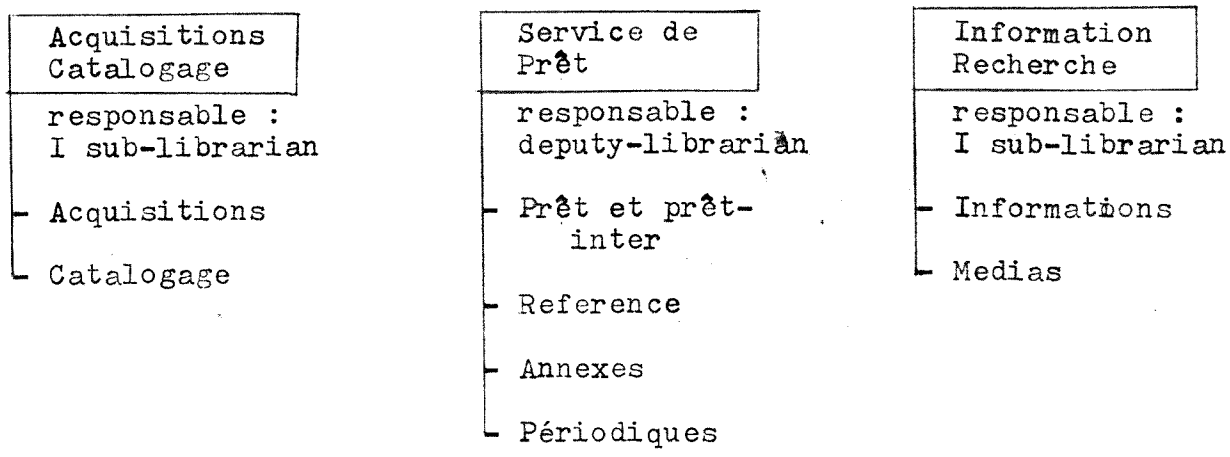 Acquisitions
Catalogage
responsable :
I sub-librarian
- Acquisitions
- Catalogage
Service de
Prêt
responsable :
deputy-librarian
- Prêt et prêt-
inter
- Reference
- Annexes
- Périodiques
Information
Recherche
responsable :
I sub-librarian
- Informations
- Medias